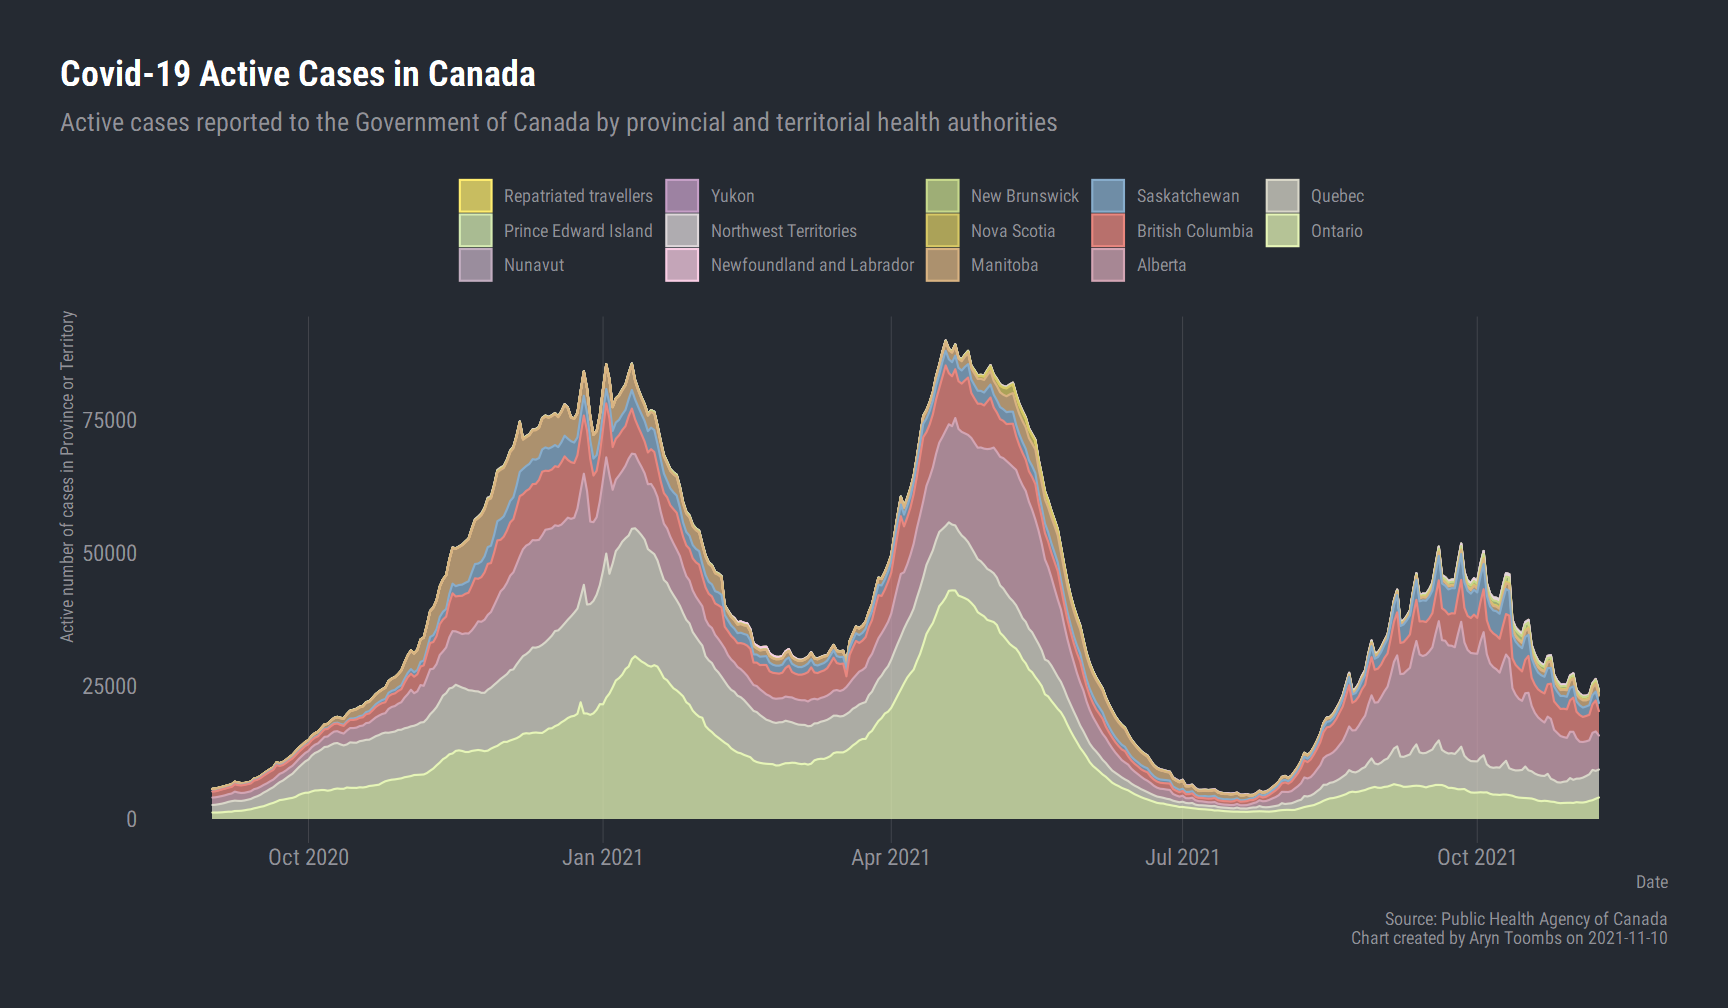 Covid-19 Active Cases in Canada
Active cases reported to the Government of Canada by provincial and territorial health authorities
Repatriated travellers
Yukon
New Brunswick
Saskatchewan
Quebec
Prince Edward Island
Northwest Territories
Nova Scotia
British Columbia
Ontario
Nunavut
Newfoundland and Labrador
Manitoba
Alberta
Active number of cases in Province or Territory
75000
50000
25000
0
Oct 2020
Jan 2021
Apr 2021
Jul 2021
Oct 2021
Date
Source: Public Health Agency of Canada
Chart created by Aryn Toombs on 2021-11-10